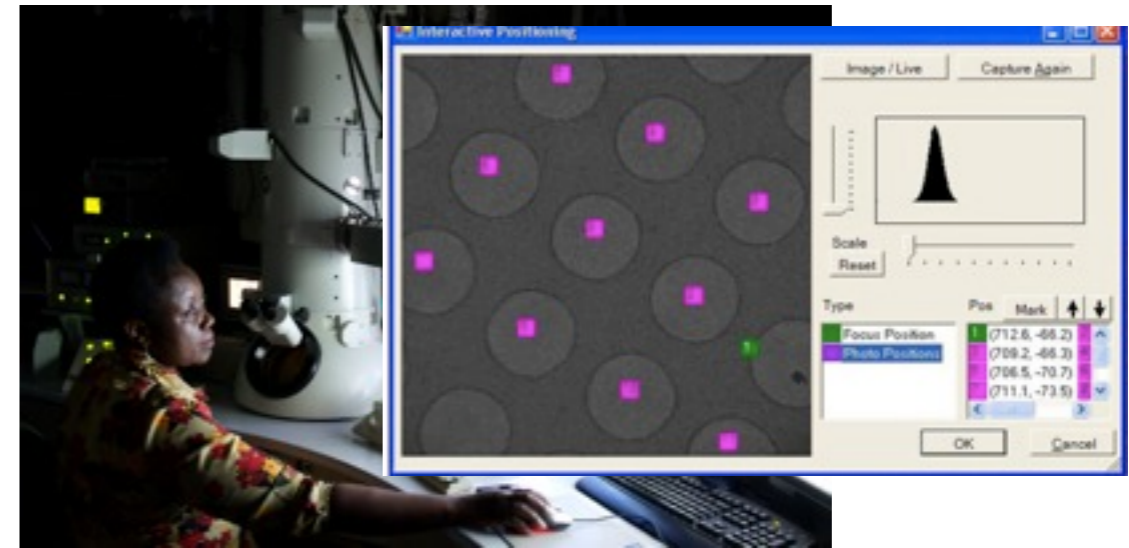 Interactive Positioning
Image / Live
Capture Again
Scale
Reset
Type
Focus Position
Photo Positions
Pos
Mark
1 (712.6, -66.2)
(709.2, -66.3)
(706.5, -70.7)
(711.1, -73.5)
OK
Cancel